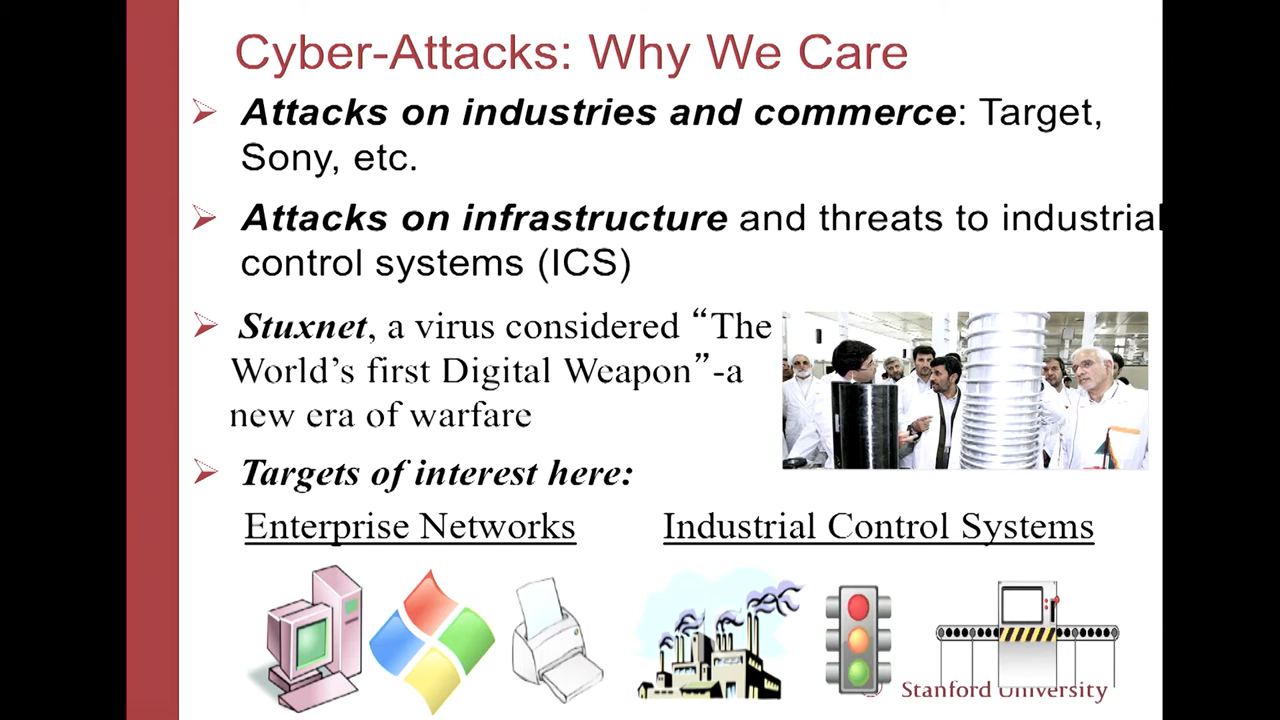 Cyber-Attacks: Why We Care
Attacks on industries and commerce: Target,
Sony, etc.
Attacks on infrastructure and threats to industrial
control systems (ICS)
Stuxnet, a virus considered “The
World’s first Digital Weapon”-a
new era of warfare
Targets of interest here:
Enterprise Networks
Industrial Control Systems
Stanford University